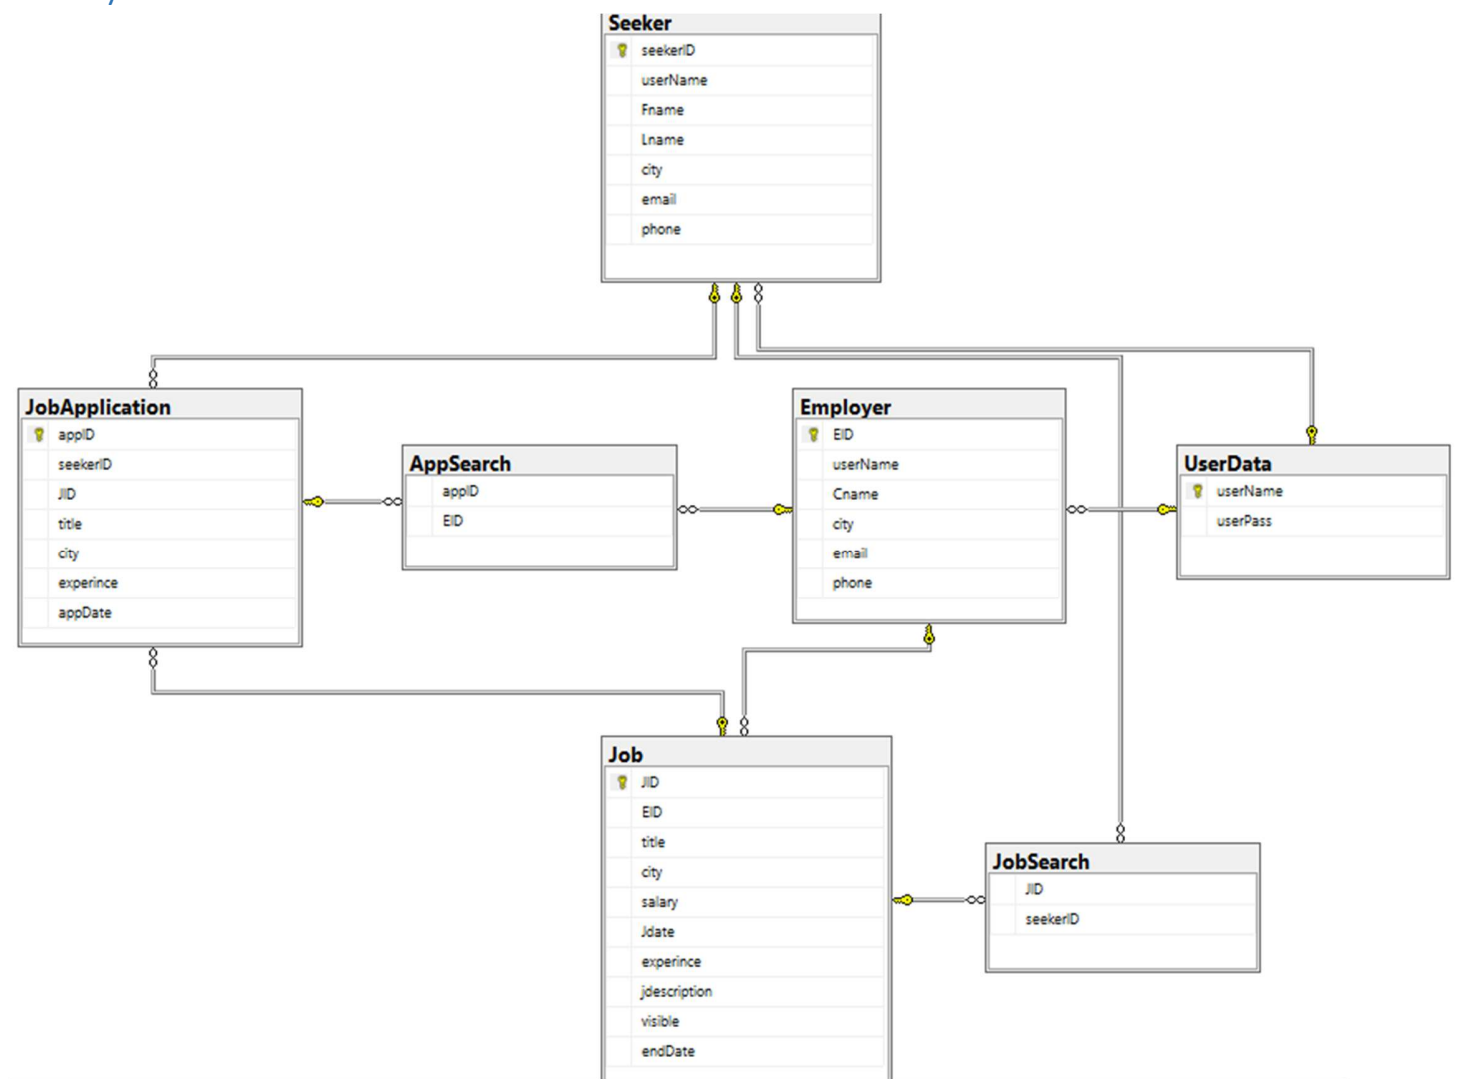 Seeker
seekerID
userName
Fname
Lname
city
email
phone
JobApplication
appID
seekerID
JID
title
city
experince
appDate
AppSearch
appID
EID
Employer
EID
userName
Cname
city
email
phone
UserData
userName
userPass
Job
JID
EID
title
city
salary
Jdate
experince
jdescription
visible
endDate
JobSearch
JID
seekerID